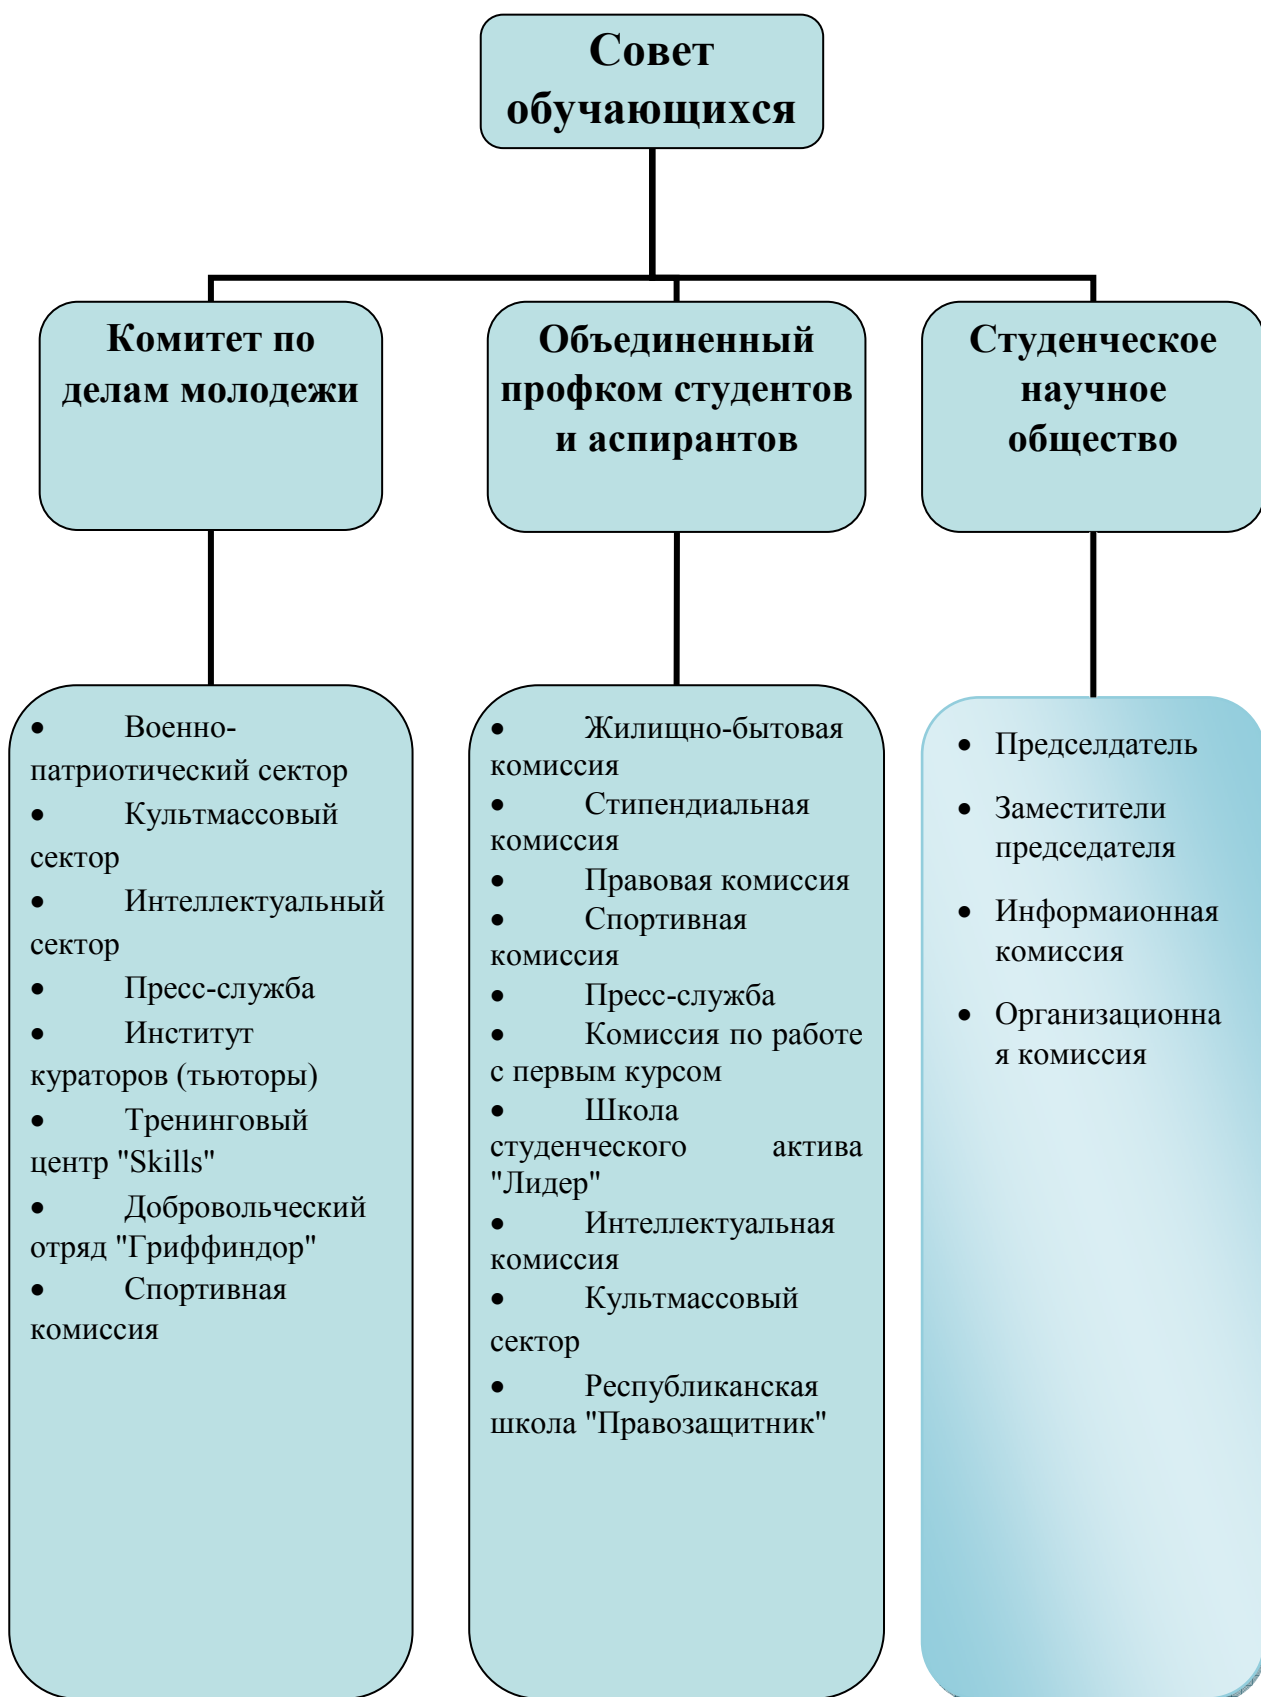 Совет
обучающихся
Комитет по
делам молодежи
Объединенный
профком студентов
и аспирантов
Студенческое
научное
общество
• Военно-
патриотический сектор
• Культмассовый
сектор
• Интеллектуальный
сектор
• Пресс-служба
• Институт
кураторов (тьюторы)
• Тренинговый
центр "Skills"
• Добровольческий
отряд "Гриффиндор"
• Спортивная
комиссия
• Жилищно-бытовая
комиссия
• Стипендиальная
комиссия
• Правовая комиссия
• Спортивная
комиссия
• Пресс-служба
• Комиссия по работе
с первым курсом
• Школа
студенческого актива
"Лидер"
• Интеллектуальная
комиссия
• Культмассовый
сектор
• Республиканская
школа "Правозащитник"
• Преселдатель
• Заместители
председателя
• Информаионная
комиссия
• Организационна
я комиссия